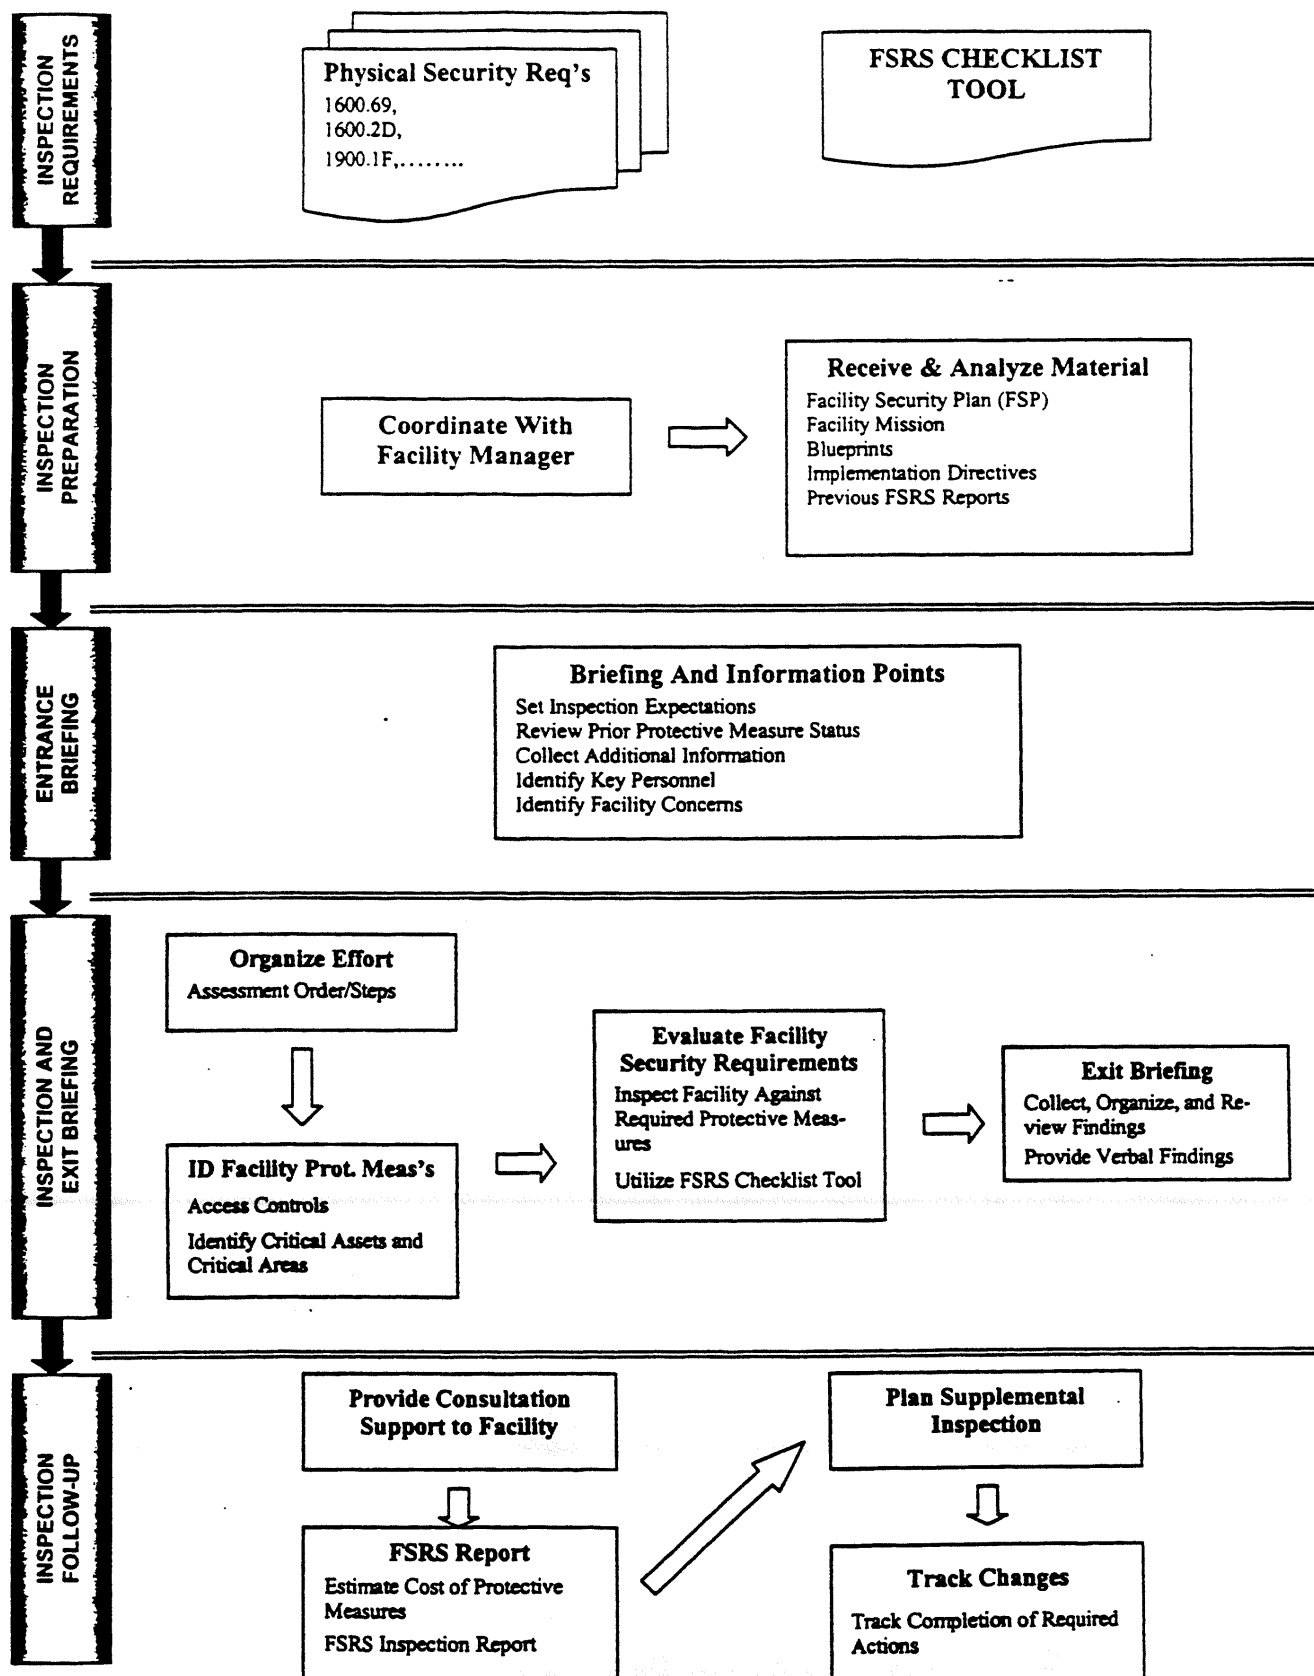 INSPECTION
REQUIREMENTS
Physical Security Req's
1600.69,
1600.2D,
1900.1F,........
FSRS CHECKLIST
TOOL
INSPECTION
PREPARATION
Coordinate With
Facility Manager
Receive & Analyze Material
Facility Security Plan (FSP)
Facility Mission
Blueprints
Implementation Directives
Previous FSRS Reports
ENTRANCE
BRIEFING
Briefing And Information Points
Set Inspection Expectations
Review Prior Protective Measure Status
Collect Additional Information
Identify Key Personnel
Identify Facility Concerns
INSPECTION AND
EXIT BRIEFING
Organize Effort
Assessment Order/Steps
ID Facility Prot. Meas's
Access Controls
Identify Critical Assets and
Critical Areas
Evaluate Facility
Security Requirements
Inspect Facility Against
Required Protective Meas-
ures
Utilize FSRS Checklist Tool
Exit Briefing
Collect, Organize, and Re-
view Findings
Provide Verbal Findings
INSPECTION
FOLLOW-UP
Provide Consultation
Support to Facility
FSRS Report
Estimate Cost of Protective
Measures
FSRS Inspection Report
Plan Supplemental
Inspection
Track Changes
Track Completion of Required
Actions